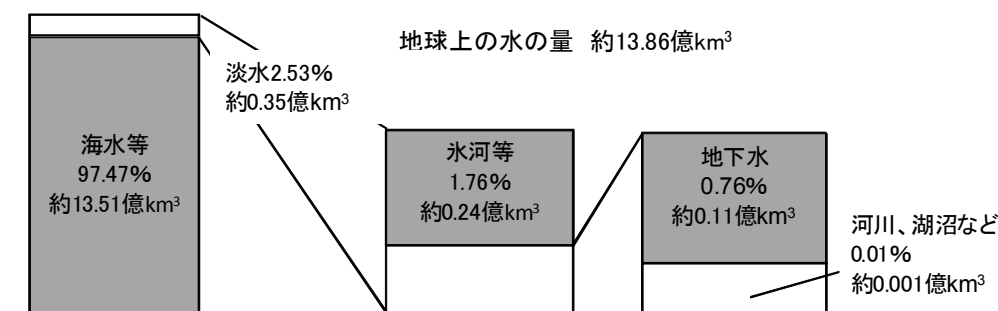 地球上の水の量 約13.86億km³
淡水2.53%
約0.35億km³
海水等
97.47%
約13.51億km³
氷河等
1.76%
約0.24億km³
地下水
0.76%
約0.11億km³
河川、湖沼など
0.01%
約0.001億km³